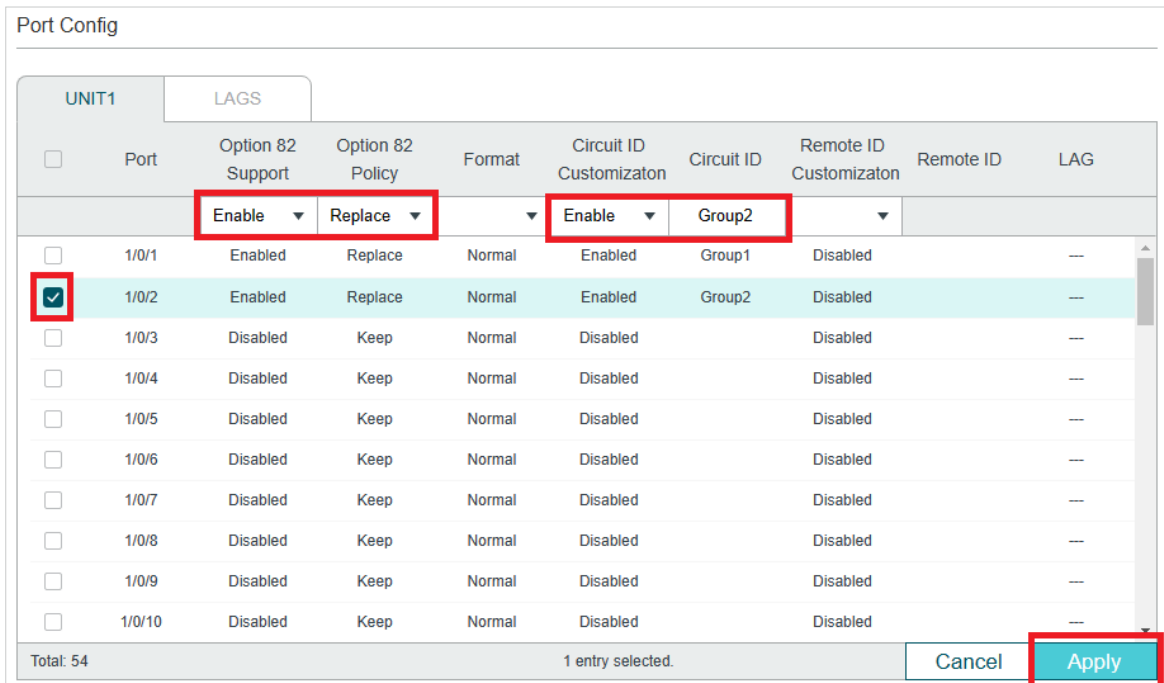 Port Config
UNIT1 LAGS
Port Option 82 Support Option 82 Policy Format Circuit ID Customizaton Circuit ID Remote ID Customizaton Remote ID LAG
Enable Replace Enable Group2
1/0/1 Enabled Replace Normal Enabled Group1 Disabled ---
1/0/2 Enabled Replace Normal Enabled Group2 Disabled ---
1/0/3 Disabled Keep Normal Disabled Disabled ---
1/0/4 Disabled Keep Normal Disabled Disabled ---
1/0/5 Disabled Keep Normal Disabled Disabled ---
1/0/6 Disabled Keep Normal Disabled Disabled ---
1/0/7 Disabled Keep Normal Disabled Disabled ---
1/0/8 Disabled Keep Normal Disabled Disabled ---
1/0/9 Disabled Keep Normal Disabled Disabled ---
1/0/10 Disabled Keep Normal Disabled Disabled ---
Total: 54 1 entry selected. Cancel Apply